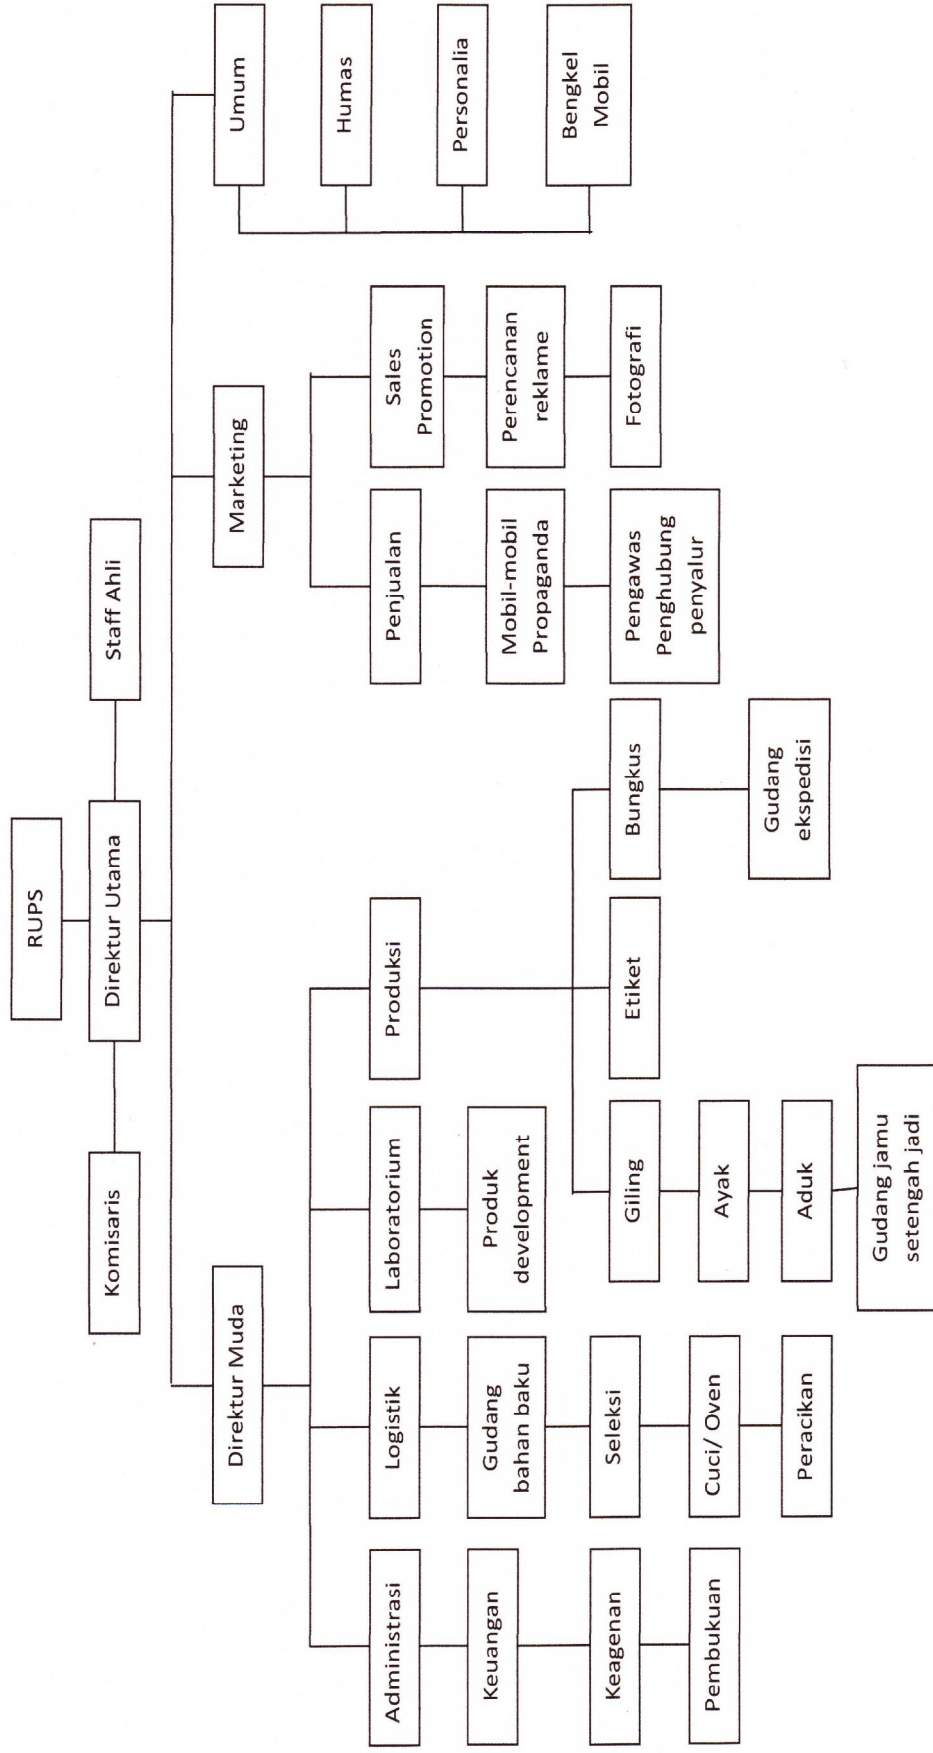 RUPS
Komisaris
Direktur Utama
Staff Ahli
Direktur Muda
Marketing
Umum
Administrasi
Logistik
Laboratorium
Produksi
Penjualan
Sales
Promotion
Humas
Keuangan
Gudang
bahan baku
Produk
development
Mobil-mobil
Propaganda
Perencanan
reklame
Personalia
Keagenan
Seleksi
Giling
Etiket
Bungkus
Pengawas
Penghubung
penyalur
Fotografi
Bengkel
Mobil
Pembukuan
Cuci/ Oven
Ayak
Gudang
ekspedisi
Peracikan
Aduk
Gudang jamu
setengah jadi